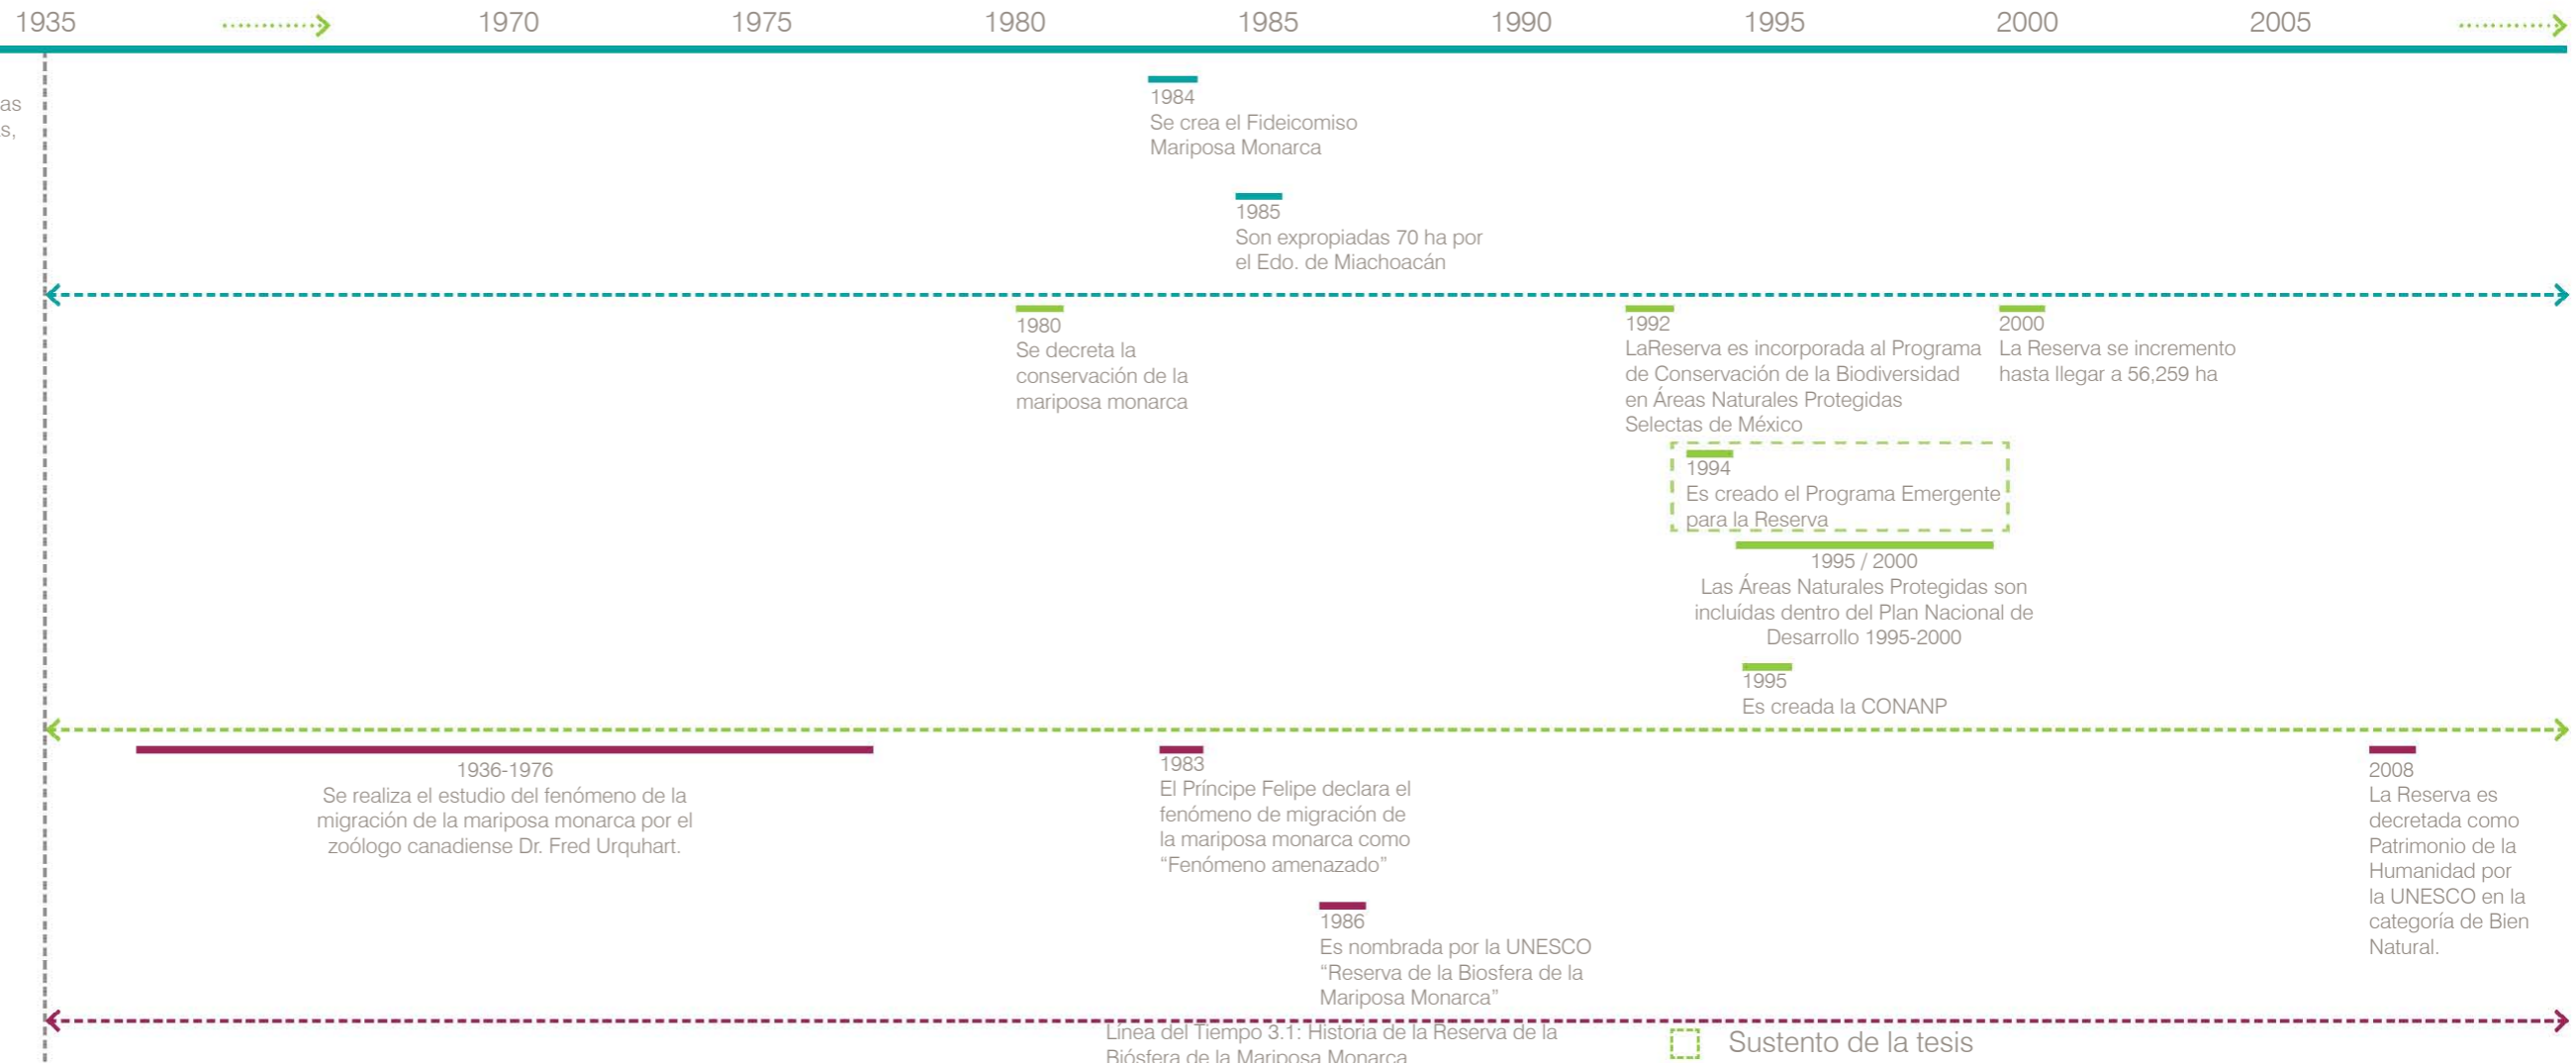 1935 1970 1975 1980 1985 1990 1995 2000 2005
as
s,
1984
Se crea el Fideicomiso
Mariposa Monarca
1985
Son expropiadas 70 ha por
el Edo. de Miachoacán
1980
Se decreta la
conservación de la
mariposa monarca
1992
LaReserva es incorporada al Programa
de Conservación de la Biodiversidad
en Áreas Naturales Protegidas
Selectas de México
2000
La Reserva se incremento
hasta llegar a 56,259 ha
1994
Es creado el Programa Emergente
para la Reserva
1995 / 2000
Las Áreas Naturales Protegidas son
incluídas dentro del Plan Nacional de
Desarrollo 1995-2000
1995
Es creada la CONANP
1936-1976
Se realiza el estudio del fenómeno de la
migración de la mariposa monarca por el
zoólogo canadiense Dr. Fred Urquhart.
1983
El Príncipe Felipe declara el
fenómeno de migración de
la mariposa monarca como
“Fenómeno amenazado”
1986
Es nombrada por la UNESCO
“Reserva de la Biosfera de la
Mariposa Monarca”
2008
La Reserva es
decretada como
Patrimonio de la
Humanidad por
la UNESCO en la
categoría de Bien
Natural.
Línea del Tiempo 3.1: Historia de la Reserva de la
Biósfera de la Mariposa Monarca
Sustento de la tesis